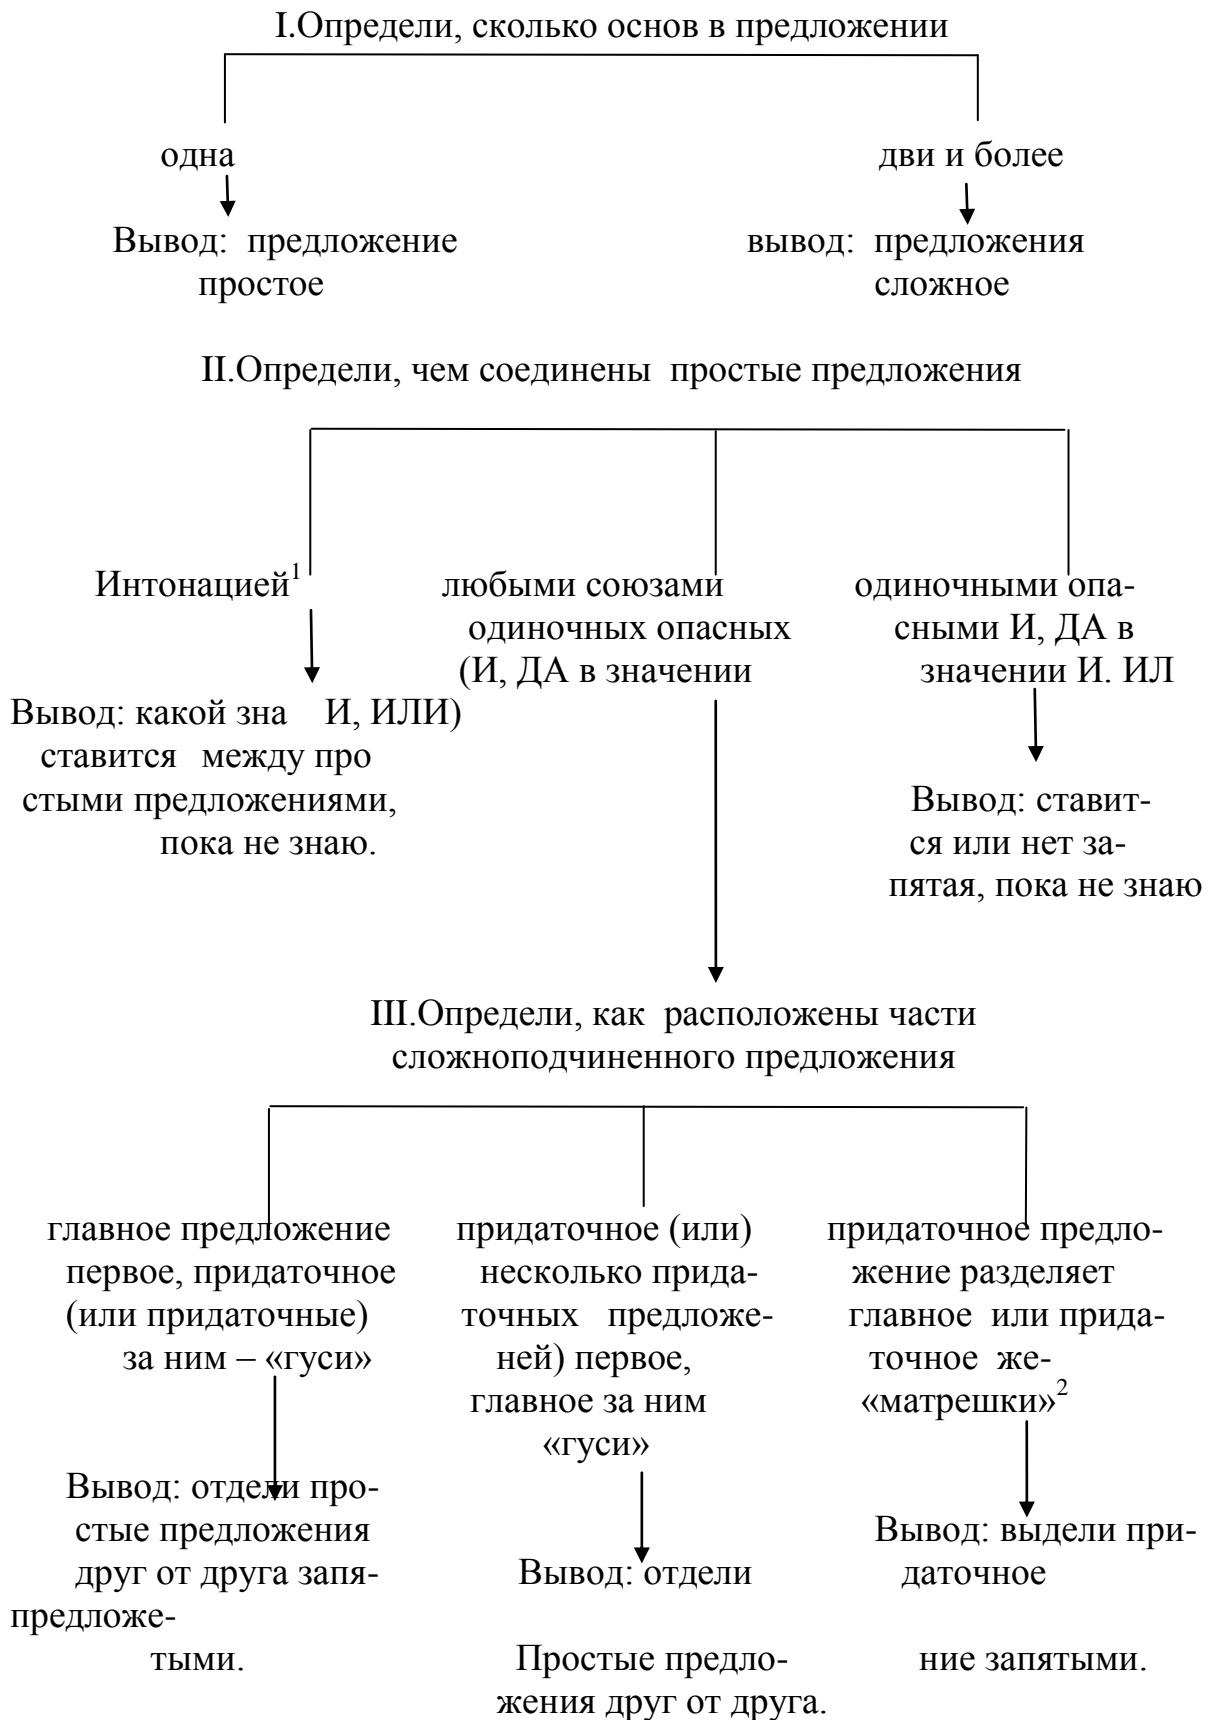 I.Определи, сколько основ в предложении
одна
дви и более
Вывод: предложение
простое
вывод: предложения
сложное
II.Определи, чем соединены простые предложения
Интонацией1
любыми союзами
одиночных опасных
(И, ДА в значении
одиночными опа-
сными И, ДА в
значении И. ИЛ
Вывод: какой зна И, ИЛИ)
ставится между про
стыми предложениями,
пока не знаю.
Вывод: ставит-
ся или нет за-
пятая, пока не знаю
III.Определи, как расположены части
сложноподчиненного предложения
главное предложение
первое, придаточное
(или придаточные)
за ним – «гуси»
придаточное (или)
несколько прида-
точных предложе-
ней) первое,
главное за ним
«гуси»
придаточное предло-
жение разделяет
главное или прида-
точное же-
«матрешки»2
Вывод: отдели про-
стые предложения
друг от друга запя-
предложе-
тыми.
Вывод: отдели
Простые предло-
жения друг от друга.
Вывод: выдели при-
даточное
ние запятыми.